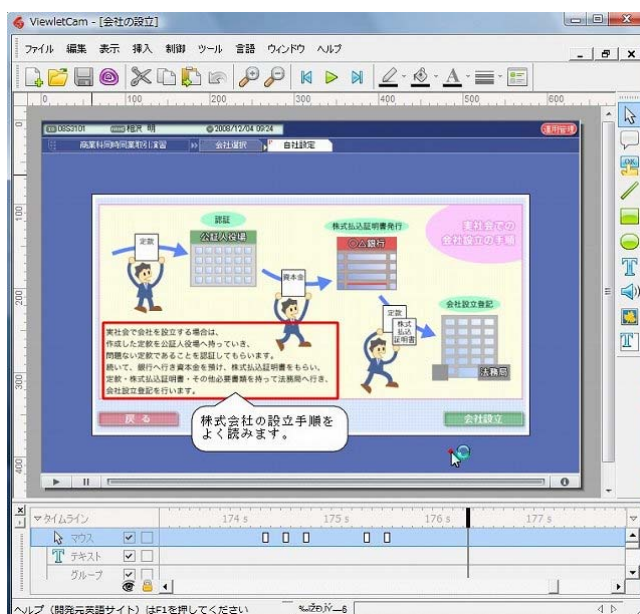 ViewletCam - [会社の設立]
ファイル 編集 表示 挿入 制御 ツール 言語 ウィンドウ ヘルプ
0 100 200 300 400 500 600
08S3101
2008/12/04 09:24
運用管理
商業科同時同業取引演習 会社選択 自社設定
実社会での
会社設立の手順
認証
公証人役場
定款
株式払込証明書発行
○△銀行
資本金
会社設立登記
定款
株式
払込
証明書
法務局
実社会で会社を設立する場合は、
作成した定款を公証人役場へ持っていき、
問題ない定款であることを認証してもらいます。
続いて、銀行へ行き資本金を預け、株式払込証明書をもらい、
定款・株式払込証明書・その他必要書類を持って法務局へ行き、
会社設立登記を行います。
戻る
会社設立
株式会社の設立手順を
よく読みます。
0
100
200
300
400
タイムライン 174 s 175 s 176 s 177 s
マウス
テキスト
グループ
ヘルプ（開発元英語サイト）はF1を押してください